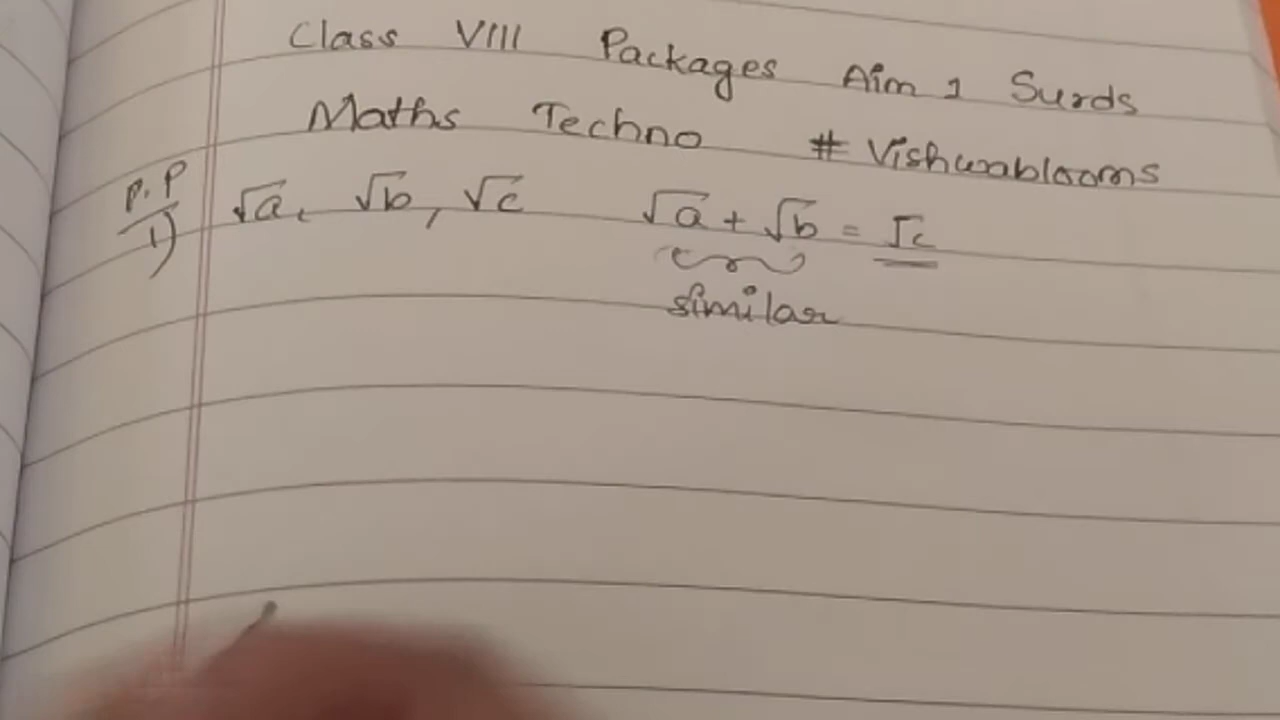 Class VIII Packages Aim 1 Surds
Maths Techno # Vishwablooms
P.P
1) √a, √b, √c √a + √b = √c
similar